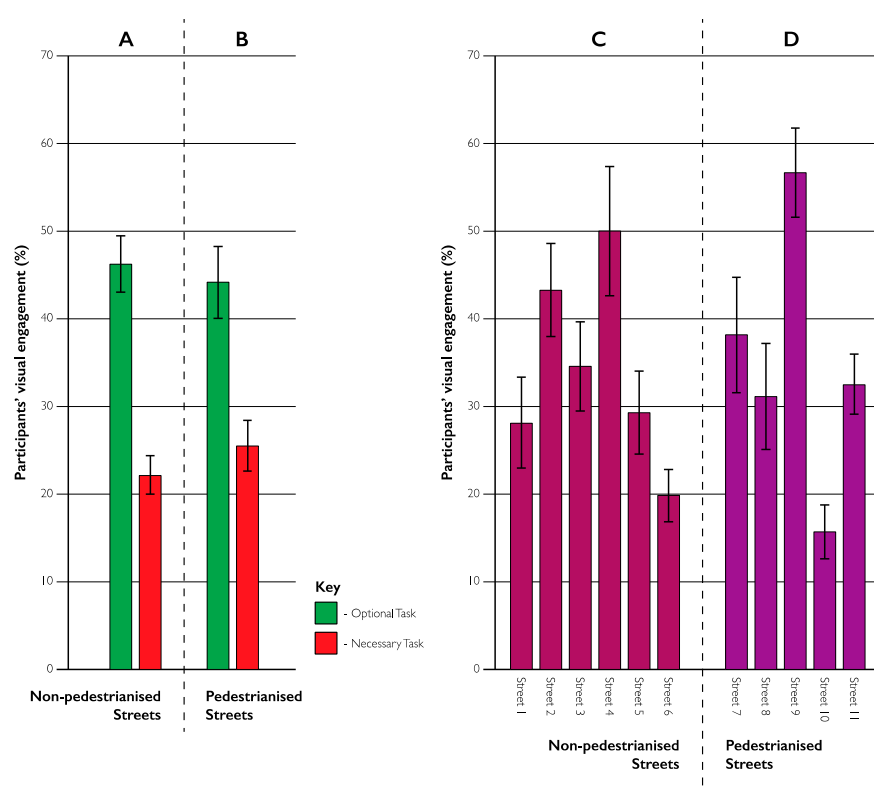 A
B
70
60
50
40
30
20
10
0
Participants' visual engagement (%)
Non-pedestrianised
Streets
Pedestrianised
Streets
Key
- Optional Task
- Necessary Task
C
D
70
60
50
40
30
20
10
0
Participants' visual engagement (%)
Street 1
Street 2
Street 3
Street 4
Street 5
Street 6
Street 7
Street 8
Street 9
Street 10
Street 11
Non-pedestrianised
Streets
Pedestrianised
Streets